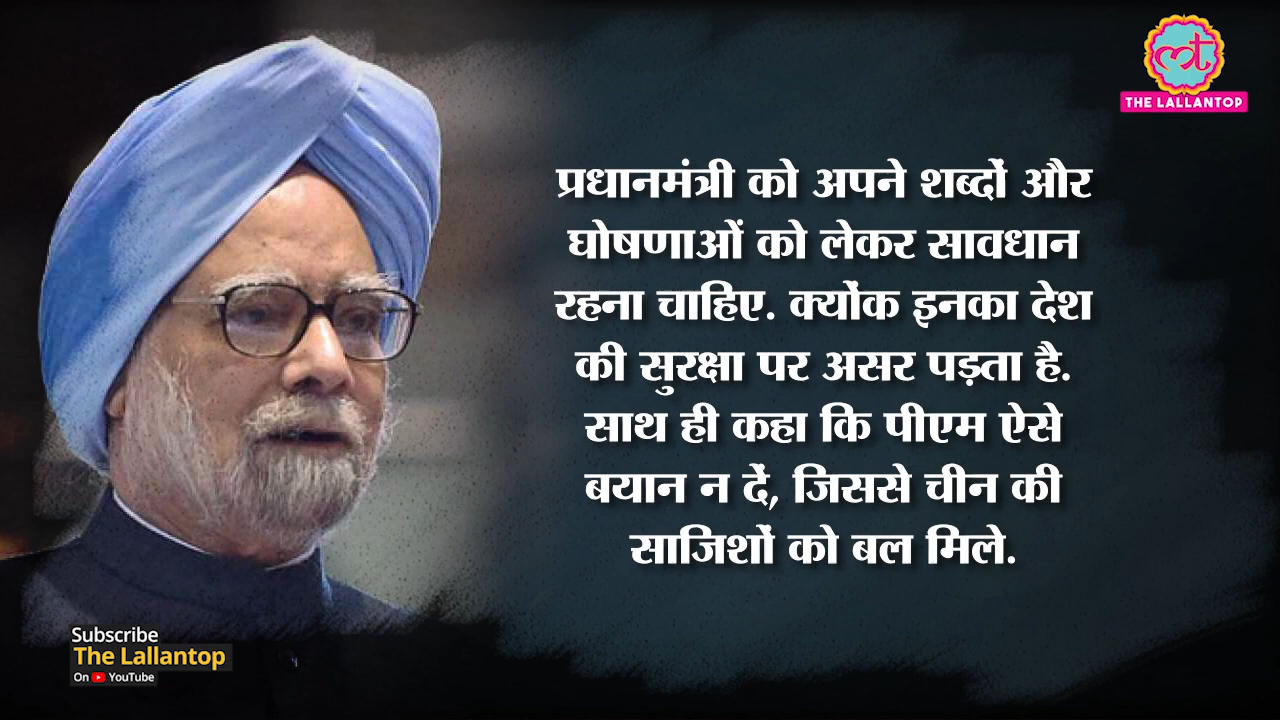 mt
THE LALLANTOP
प्रधानमंत्री को अपने शब्दों और
घोषणाओं को लेकर सावधान
रहना चाहिए. क्योंक इनका देश
की सुरक्षा पर असर पड़ता है.
साथ ही कहा कि पीएम ऐसे
बयान न दें, जिससे चीन की
साजिशों को बल मिले.
Subscribe
The Lallantop
On YouTube